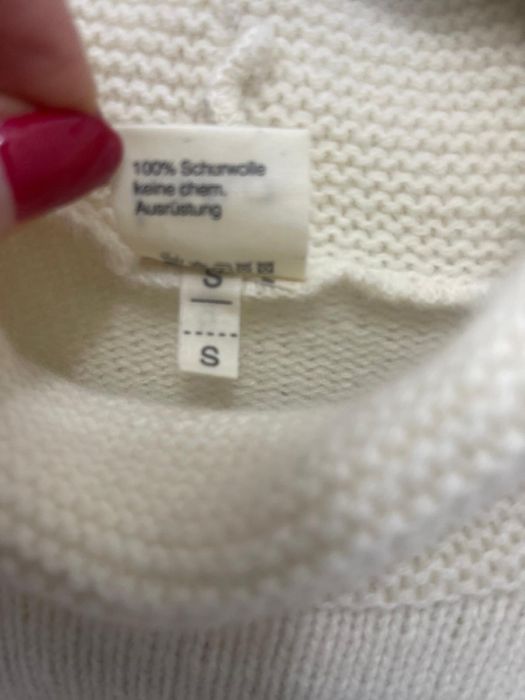 100% Schurwolle
keine chem.
Ausrüstung
S
S